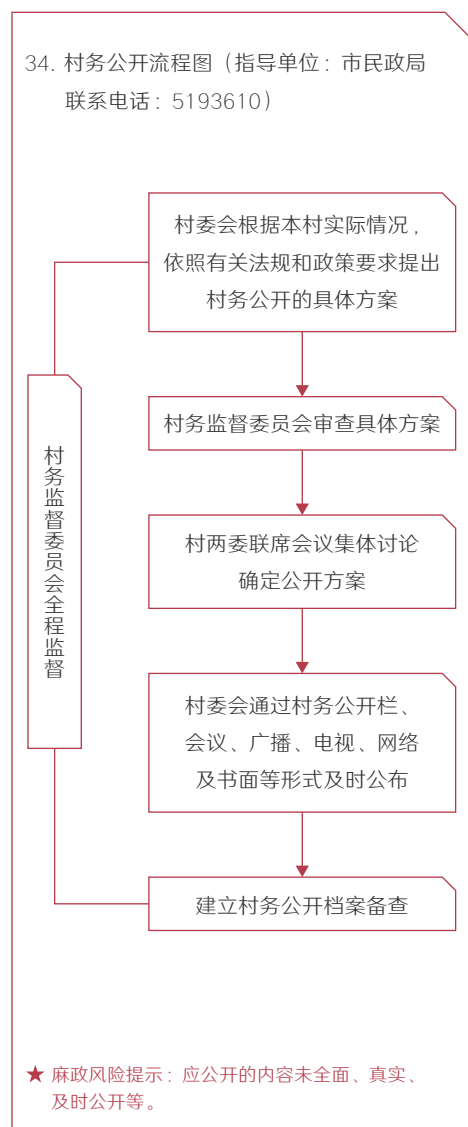 34. 村务公开流程图（指导单位：市民政局
联系电话：5193610）
村委会根据本村实际情况，
依照有关法规和政策要求提出
村务公开的具体方案
村务监督委员会审查具体方案
村两委联席会议集体讨论
确定公开方案
村委会通过村务公开栏、
会议、广播、电视、网络
及书面等形式及时公布
建立村务公开档案备查
村务监督委员会全程监督
★ 麻政风险提示：应公开的内容未全面、真实、
及时公开等。